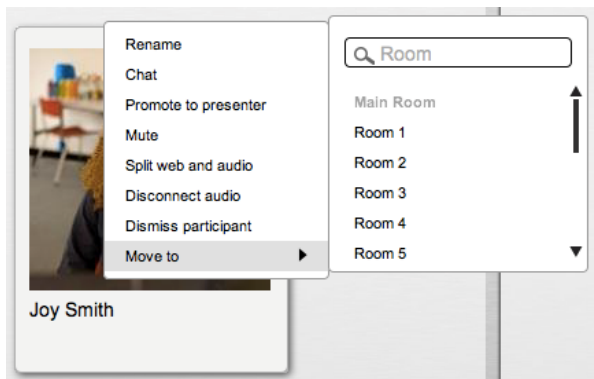 Rename
Chat
Promote to presenter
Mute
Split web and audio
Disconnect audio
Dismiss participant
Move to
Room
Main Room
Room 1
Room 2
Room 3
Room 4
Room 5
Joy Smith